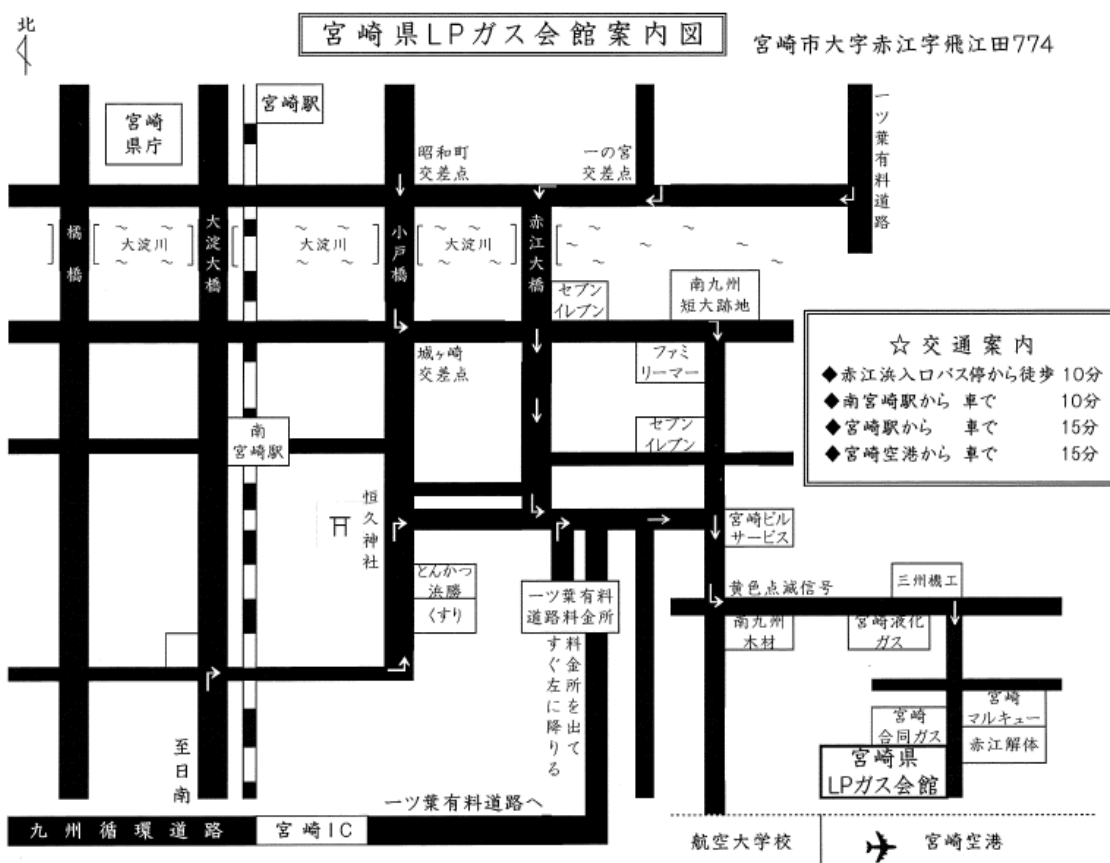 宮崎県LPガス会館案内図
宮崎市大字赤江字飛江田774
北
宮崎
県庁
宮崎駅
昭和町
交差点
一の宮
交差点
一ツ葉有料道路
橘橋
大淀川
大淀大橋
大淀川
小戸橋
大淀川
赤江大橋
セブン
イレブン
南九州
短大跡地
城ヶ崎
交差点
ファミ
リーマー
セブン
イレブン
☆交通案内
◆赤江浜入口バス停から徒歩 10分
◆南宮崎駅から 車で 10分
◆宮崎駅から 車で 15分
◆宮崎空港から 車で 15分
南
宮崎駅
恒久神社
宮崎ビル
サービス
とんかつ
浜勝
くすり
一ツ葉有料
道路料金所
料金所を出て
すぐ左に降りる
黄色点滅信号
三州機工
南九州
木材
宮崎液化
ガス
宮崎
合同ガス
宮崎
マルキュー
赤江解体
宮崎県
LPガス会館
至日南
一ツ葉有料道路へ
九州循環道路
宮崎IC
航空大学校
宮崎空港